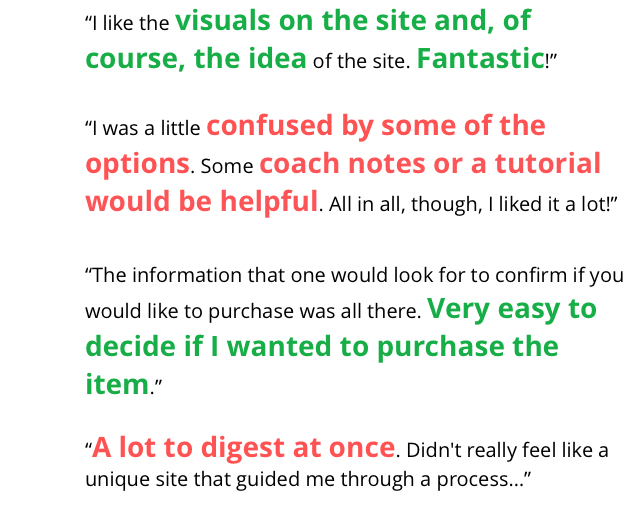 “I like the visuals on the site and, of
course, the idea of the site. Fantastic!”
“I was a little confused by some of the
options. Some coach notes or a tutorial
would be helpful. All in all, though, I liked it a lot!”
“The information that one would look for to confirm if you
would like to purchase was all there. Very easy to
decide if I wanted to purchase the
item.”
“A lot to digest at once. Didn't really feel like a
unique site that guided me through a process...”